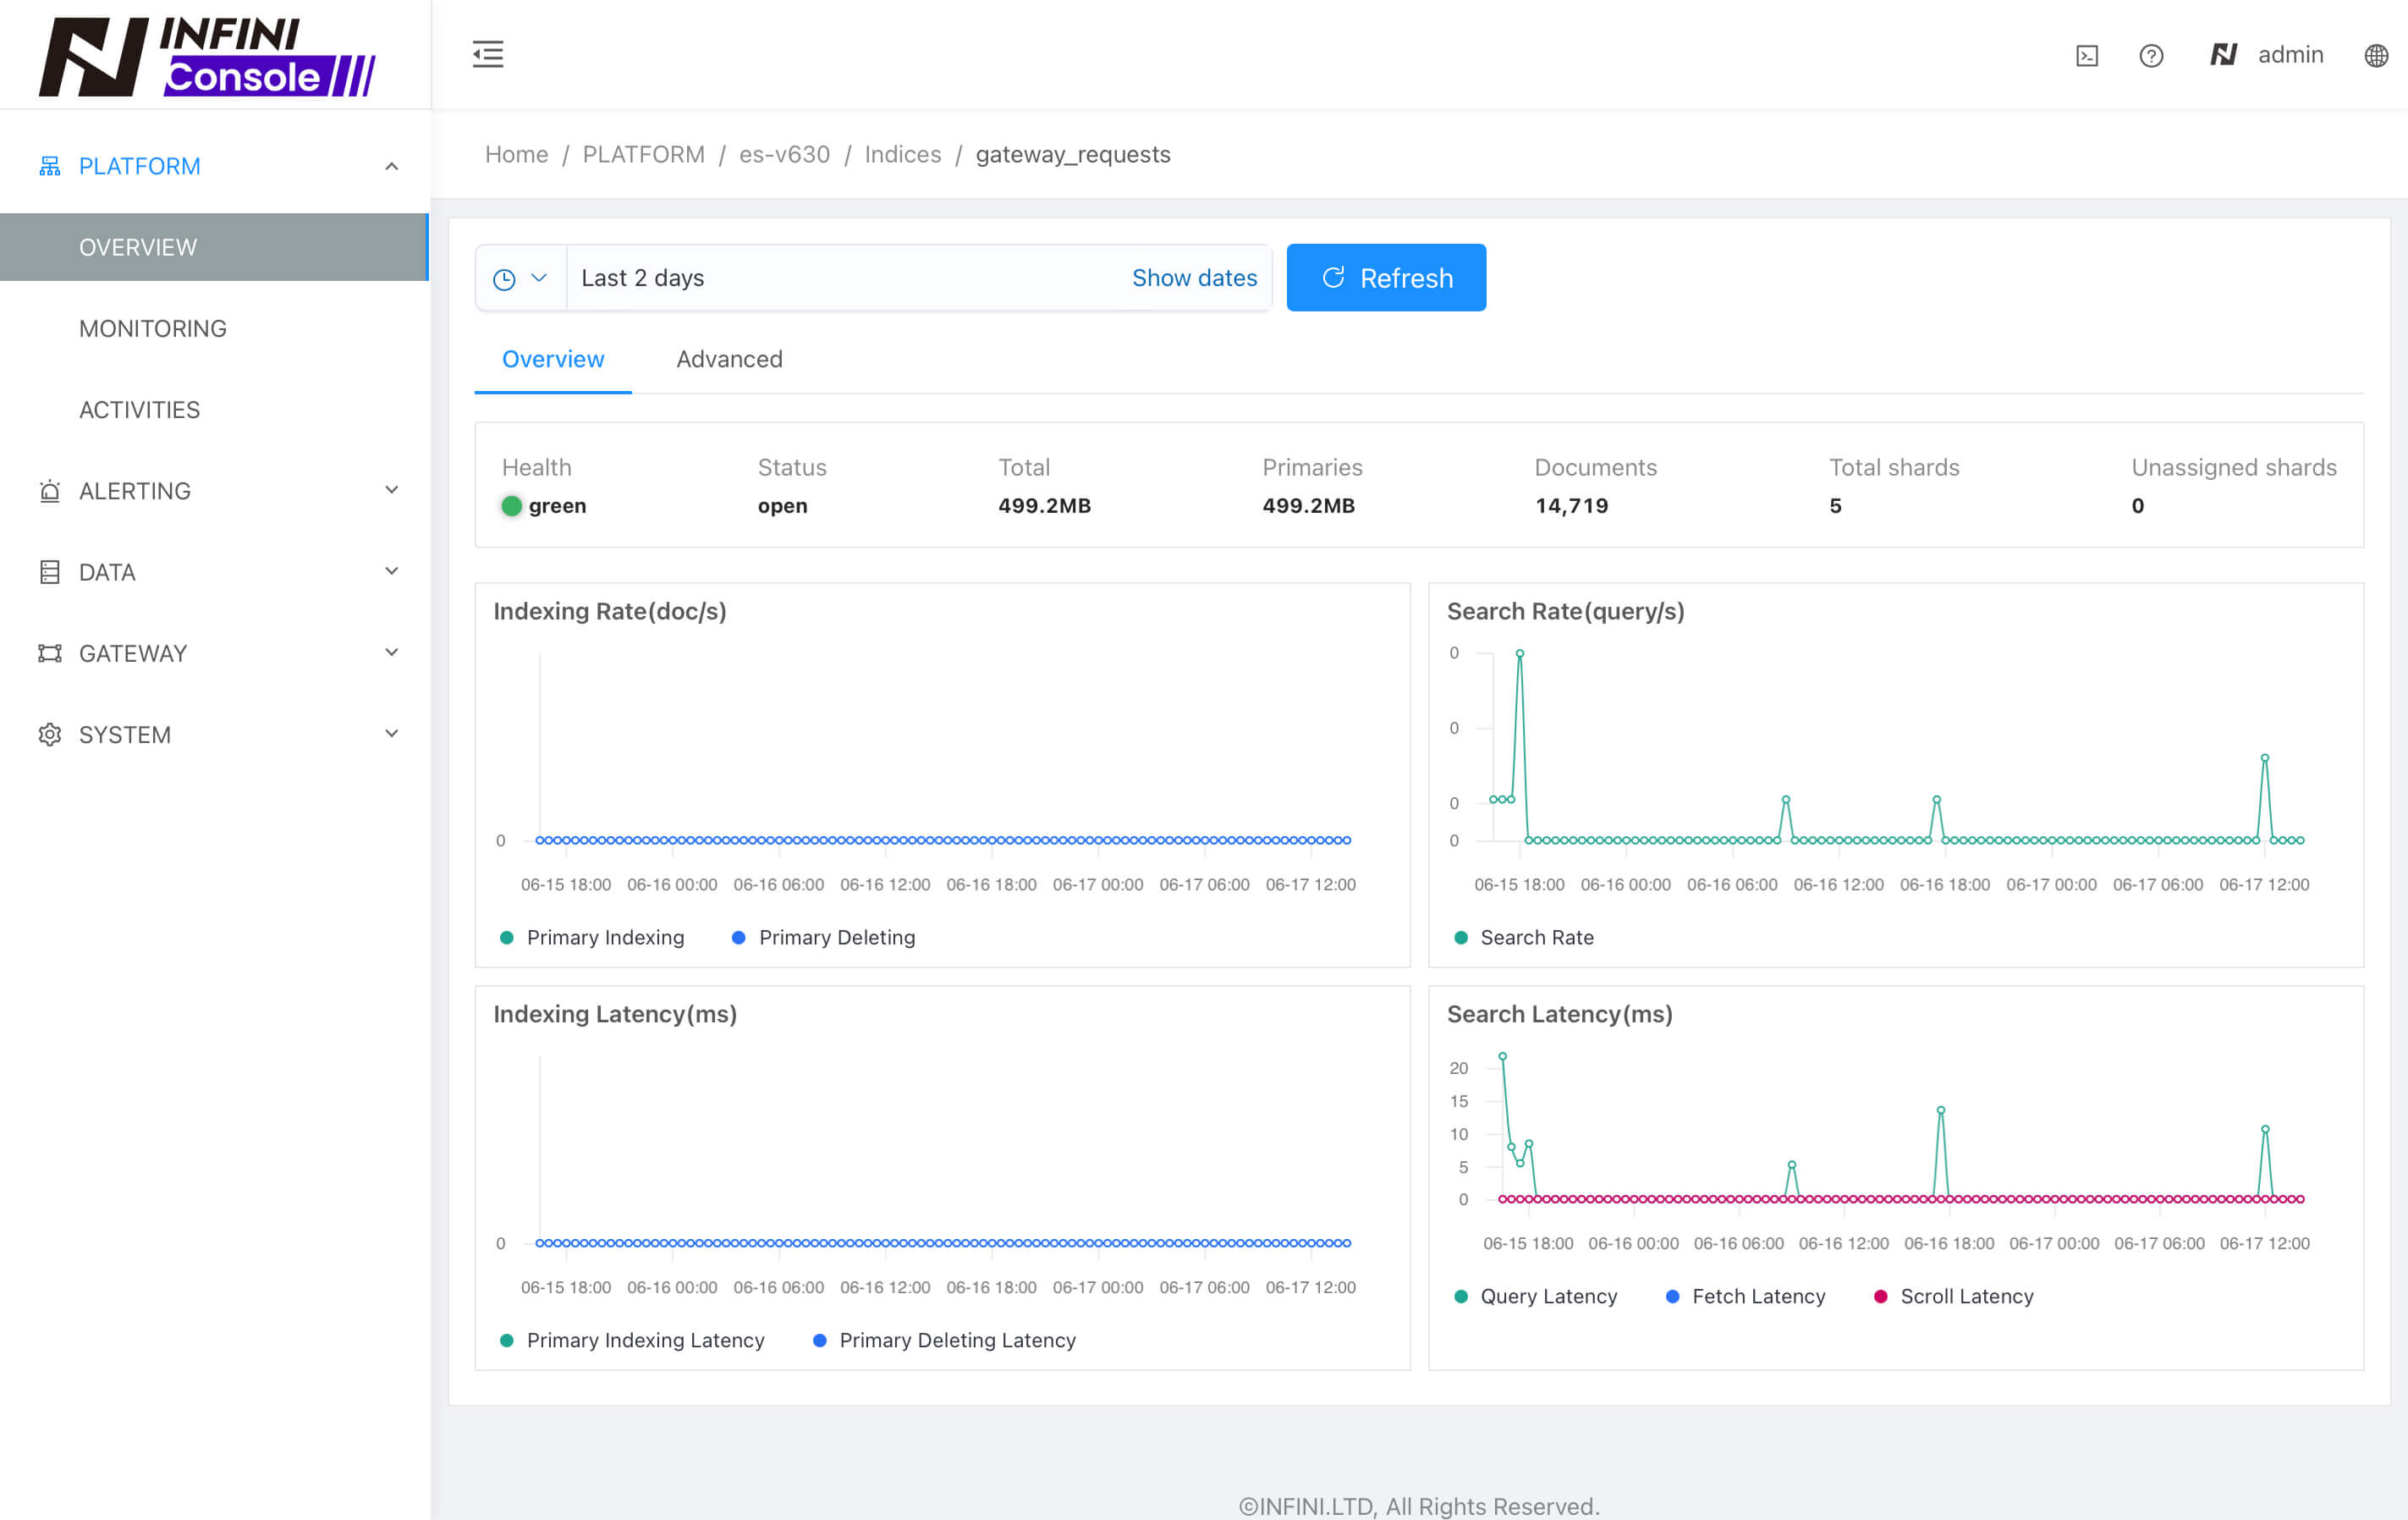 INFINI
Console
admin
PLATFORM
OVERVIEW
MONITORING
ACTIVITIES
ALERTING
DATA
GATEWAY
SYSTEM
Home / PLATFORM / es-v630 / Indices / gateway_requests
Last 2 days Show dates Refresh
Overview Advanced
Health Status Total Primaries Documents Total shards Unassigned shards
green open 499.2MB 499.2MB 14,719 5 0
Indexing Rate(doc/s)
0
06-15 18:00 06-16 00:00 06-16 06:00 06-16 12:00 06-16 18:00 06-17 00:00 06-17 06:00 06-17 12:00
Primary Indexing Primary Deleting
Search Rate(query/s)
0
0
0
0
06-15 18:00 06-16 00:00 06-16 06:00 06-16 12:00 06-16 18:00 06-17 00:00 06-17 06:00 06-17 12:00
Search Rate
Indexing Latency(ms)
0
06-15 18:00 06-16 00:00 06-16 06:00 06-16 12:00 06-16 18:00 06-17 00:00 06-17 06:00 06-17 12:00
Primary Indexing Latency Primary Deleting Latency
Search Latency(ms)
20
15
10
5
0
06-15 18:00 06-16 00:00 06-16 06:00 06-16 12:00 06-16 18:00 06-17 00:00 06-17 06:00 06-17 12:00
Query Latency Fetch Latency Scroll Latency
©INFINI.LTD, All Rights Reserved.